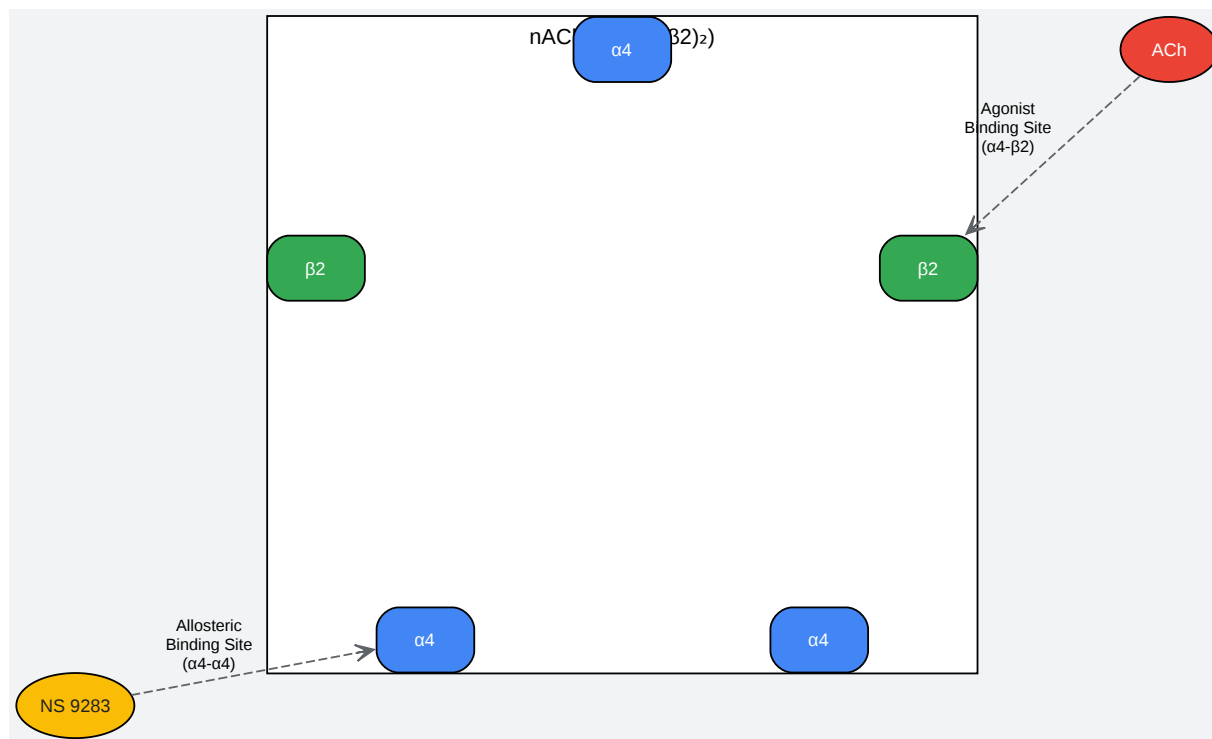 nAC β2)₂)
α4
ACh
Agonist
Binding Site
(α4-β2)
β2
β2
Allosteric
Binding Site
(α4-α4)
α4
α4
NS 9283